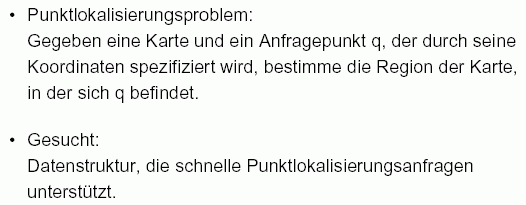 • Punktlokalisierungsproblem:
Gegeben eine Karte und ein Anfragepunkt q, der durch seine
Koordinaten spezifiziert wird, bestimme die Region der Karte,
in der sich q befindet.
• Gesucht:
Datenstruktur, die schnelle Punktlokalisierungsanfragen
unterstützt.